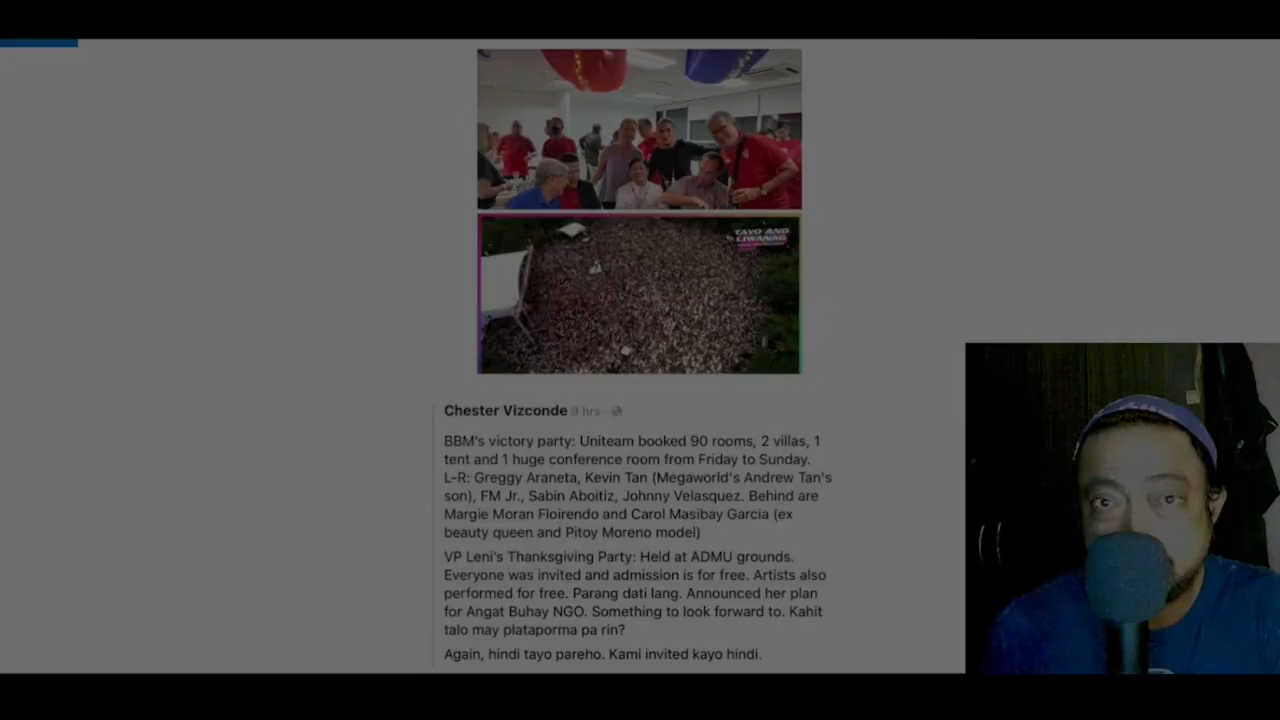 TAYO ANG
LIWANAG
Chester Vizconde 9 hrs
BBM's victory party: Uniteam booked 90 rooms, 2 villas, 1
tent and 1 huge conference room from Friday to Sunday.
L-R: Greggy Araneta, Kevin Tan (Megaworld's Andrew Tan's
son), FM Jr., Sabin Aboitiz, Johnny Velasquez. Behind are
Margie Moran Floirendo and Carol Masibay Garcia (ex
beauty queen and Pitoy Moreno model)
VP Leni's Thanksgiving Party: Held at ADMU grounds.
Everyone was invited and admission is for free. Artists also
performed for free. Parang dati lang. Announced her plan
for Angat Buhay NGO. Something to look forward to. Kahit
talo may plataporma pa rin?
Again, hindi tayo pareho. Kami invited kayo hindi.